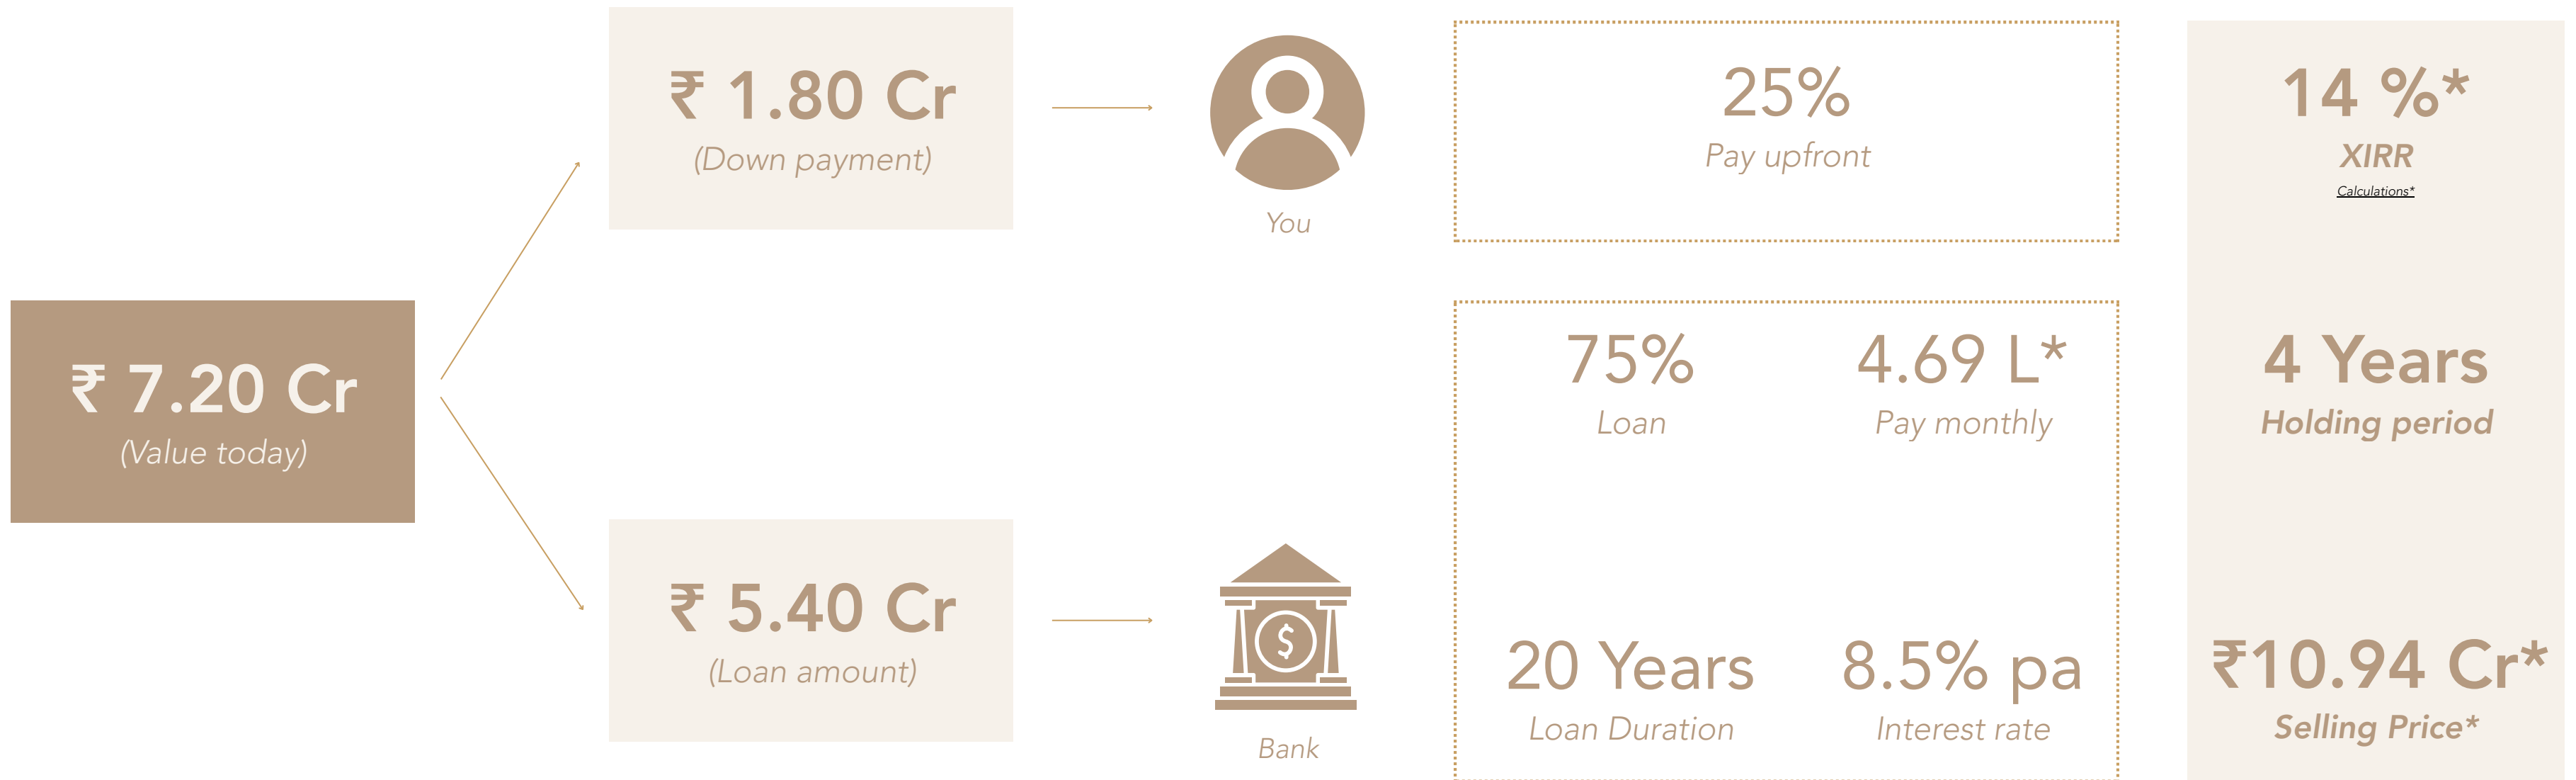 ₹ 7.20 Cr
(Value today)
₹ 1.80 Cr
(Down payment)
You
25%
Pay upfront
₹ 5.40 Cr
(Loan amount)
$
Bank
75%
Loan
4.69 L*
Pay monthly
20 Years
Loan Duration
8.5% pa
Interest rate
14 %*
XIRR
Calculations*
4 Years
Holding period
₹10.94 Cr*
Selling Price*